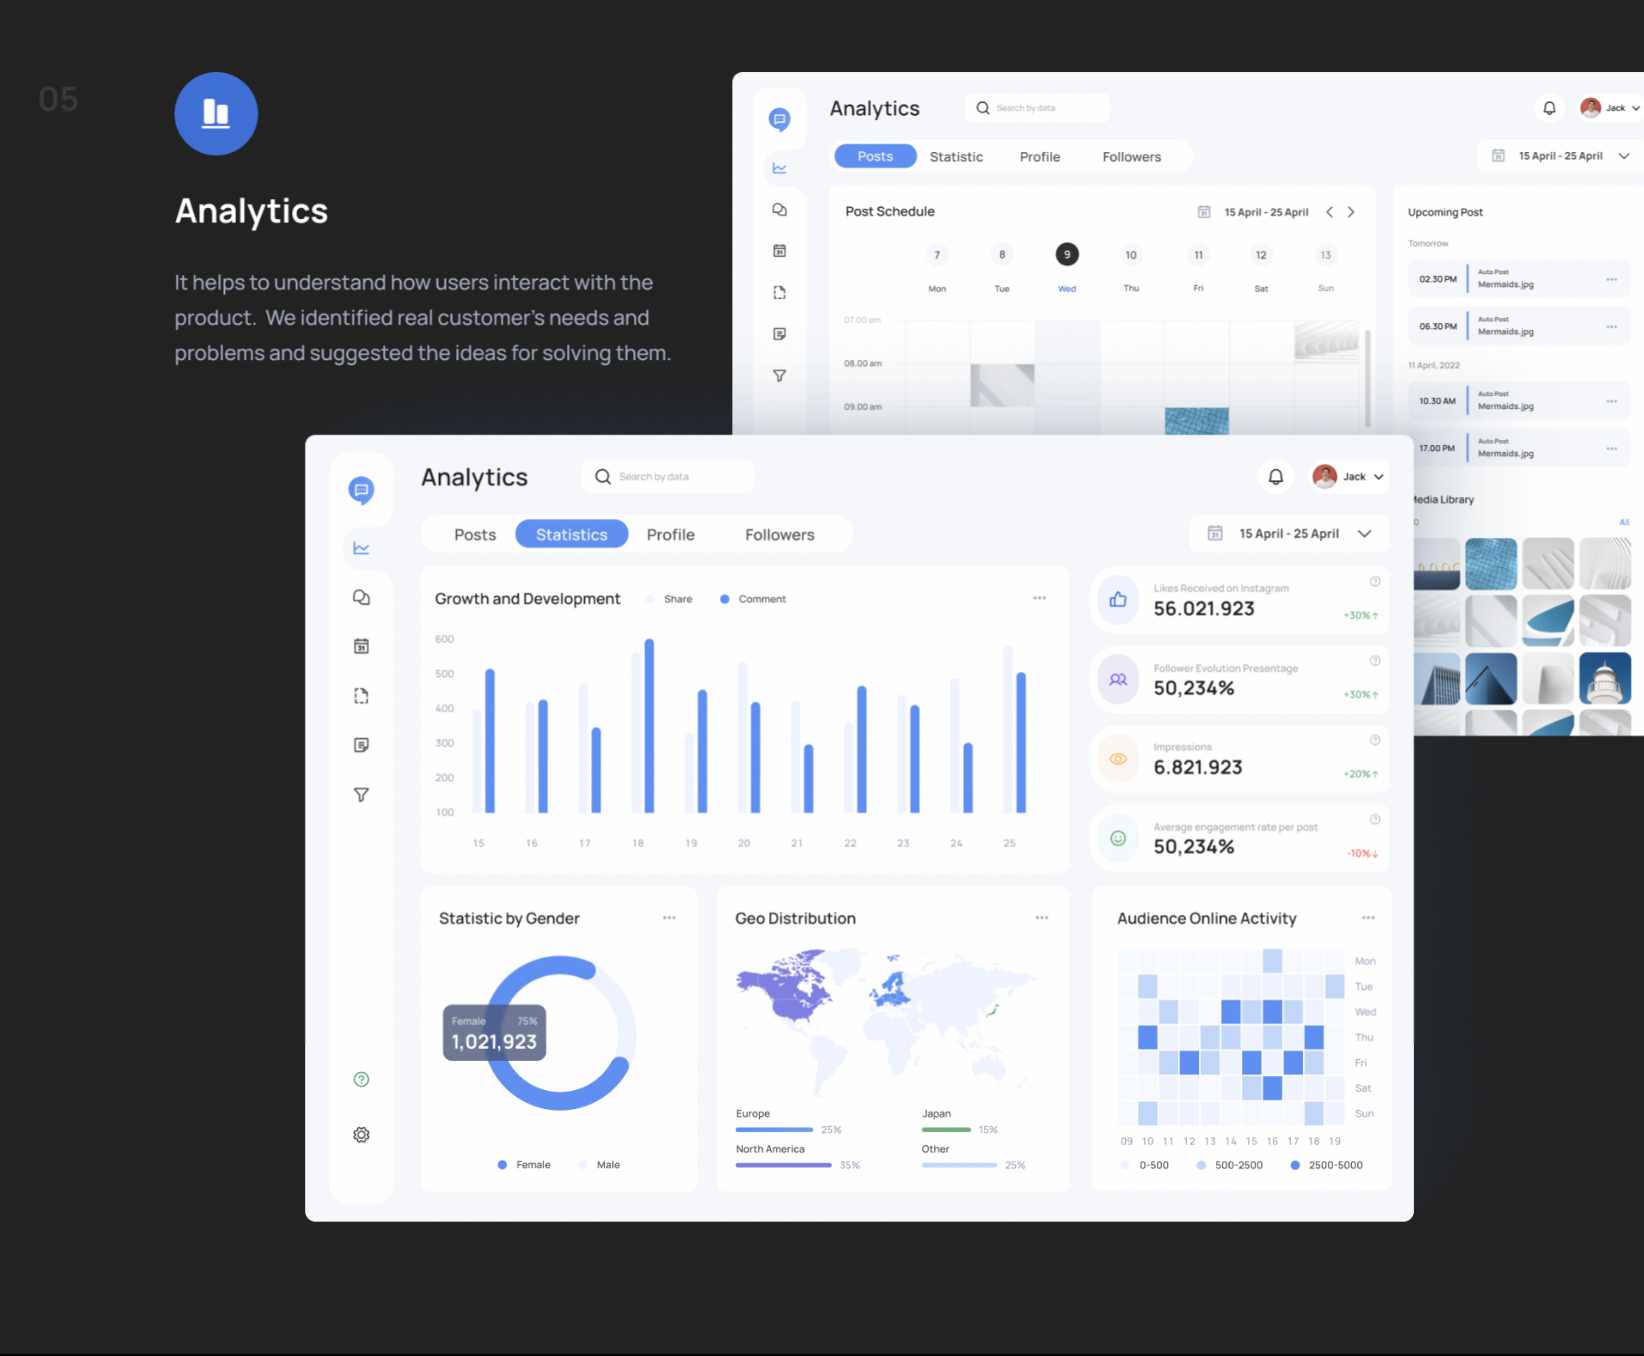 05
Analytics
It helps to understand how users interact with the
product.  We identified real customer's needs and
problems and suggested the ideas for solving them.
Analytics
Search by data
Jack
Posts
Statistic
Profile
Followers
15 April - 25 April
Post Schedule
15 April - 25 April
7
8
9
10
11
12
13
Mon
Tue
Wed
Thu
Fri
Sat
Sun
07.00 am
08.00 am
09.00 am
Upcoming Post
Tomorrow
02.30 PM
Auto Post
Mermaids.jpg
06.30 PM
Auto Post
Mermaids.jpg
11 April, 2022
10.30 AM
Auto Post
Mermaids.jpg
17.00 PM
Auto Post
Mermaids.jpg
Media Library
All
Analytics
Search by data
Jack
Posts
Statistics
Profile
Followers
31
15 April - 25 April
Growth and Development
Share
Comment
600
500
400
300
200
100
15
16
17
18
19
20
21
22
23
24
25
Likes Received on Instagram
56.021.923
+30%↑
Follower Evolution Presentage
50,234%
+30%↑
Impressions
6.821.923
+20%↑
Average engagement rate per post
50,234%
-10%↓
Statistic by Gender
Female 75%
1,021,923
Female
Male
Geo Distribution
Europe
25%
Japan
15%
North America
35%
Other
25%
Audience Online Activity
Mon
Tue
Wed
Thu
Fri
Sat
Sun
09
10
11
12
13
14
15
16
17
18
19
0-500
500-2500
2500-5000